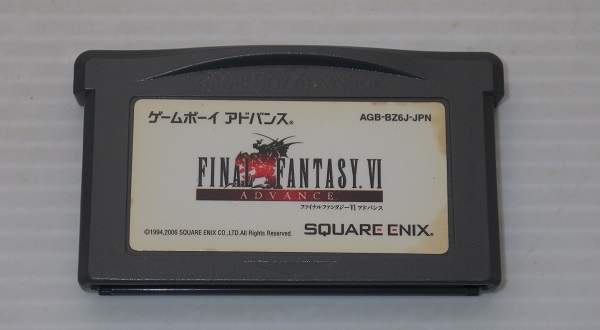 ゲームボーイ アドバンス®
AGB-BZ6J-JPN
FINAL FANTASY. VI
ADVANCE
ファイナルファンタジーVI アドバンス
©1994,2006 SQUARE ENIX CO.,LTD.All Rights Reserved.
SQUARE ENIX.